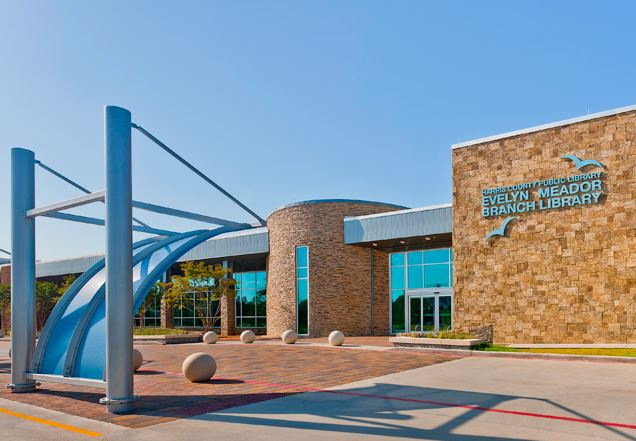 HARRIS COUNTY PUBLIC LIBRARY
EVELYN MEADOR
BRANCH LIBRARY